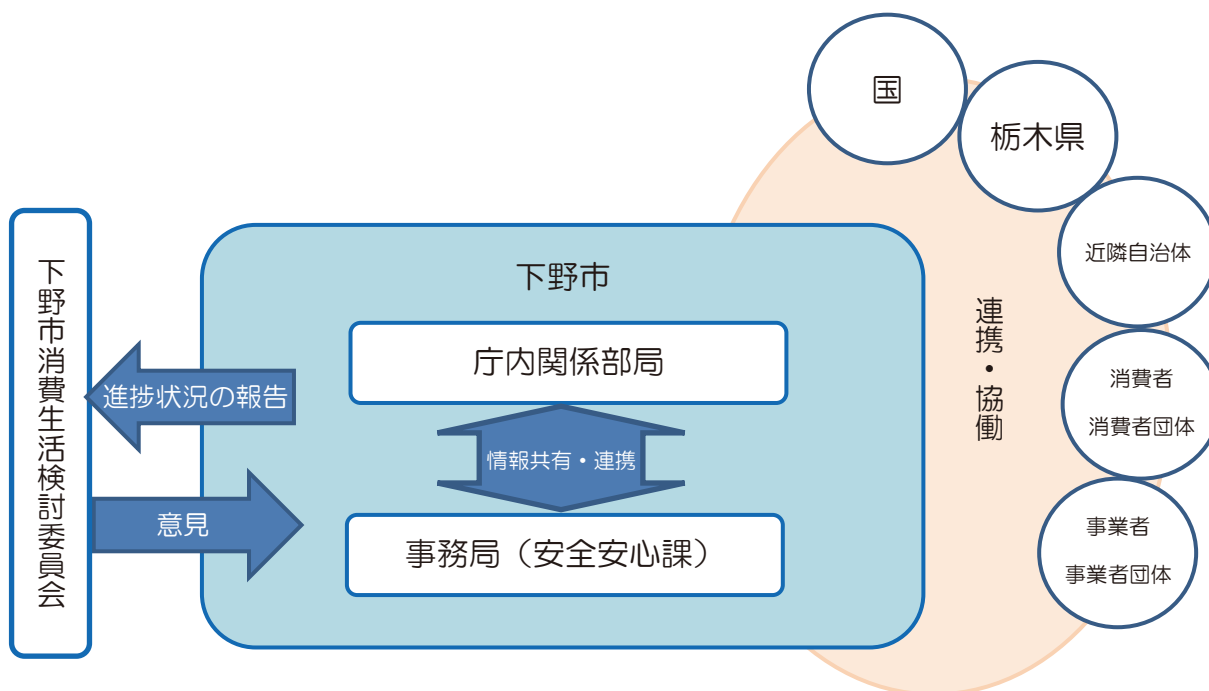 下野市消費生活検討委員会
進捗状況の報告
意見
下野市
庁内関係部局
情報共有・連携
事務局（安全安心課）
連携・協働
国
栃木県
近隣自治体
消費者
消費者団体
事業者
事業者団体